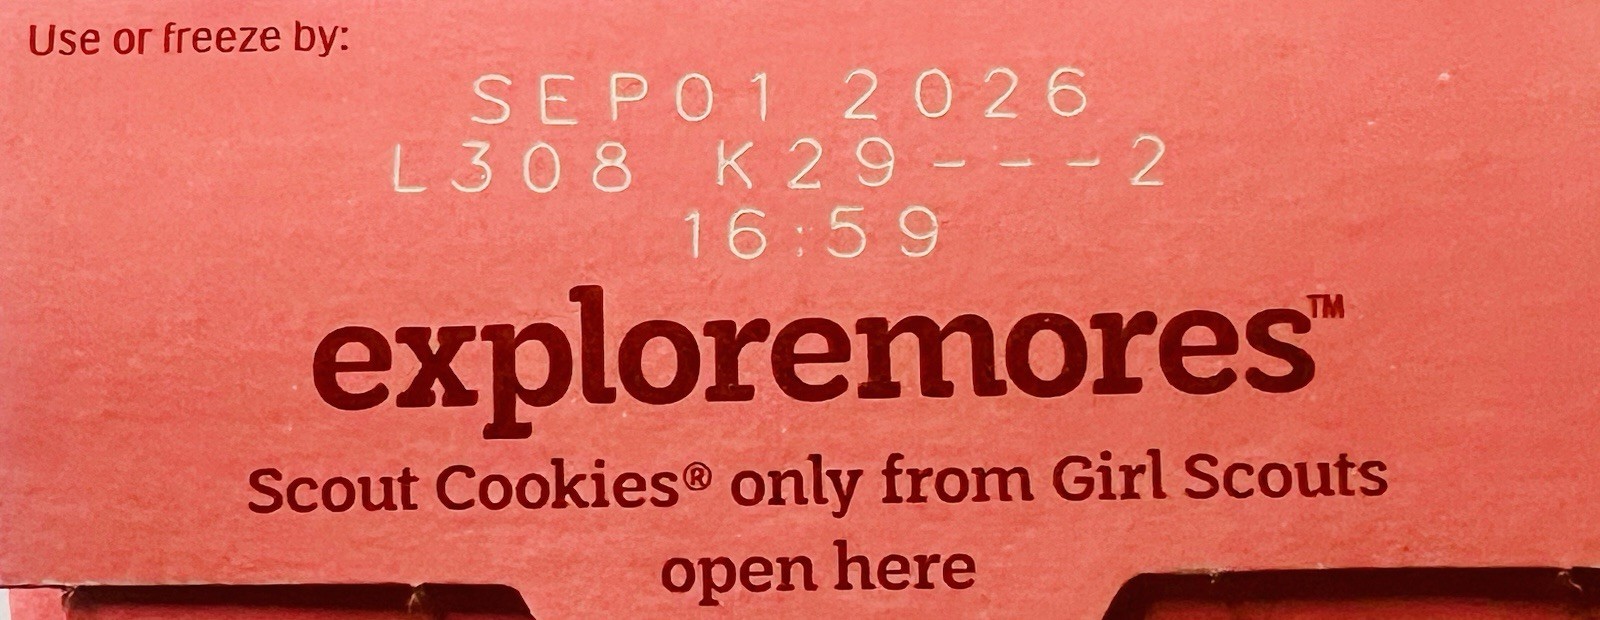 Use or freeze by:
SEP01 2026
L308 K29---2
16:59
exploremores™
Scout Cookies® only from Girl Scouts
open here